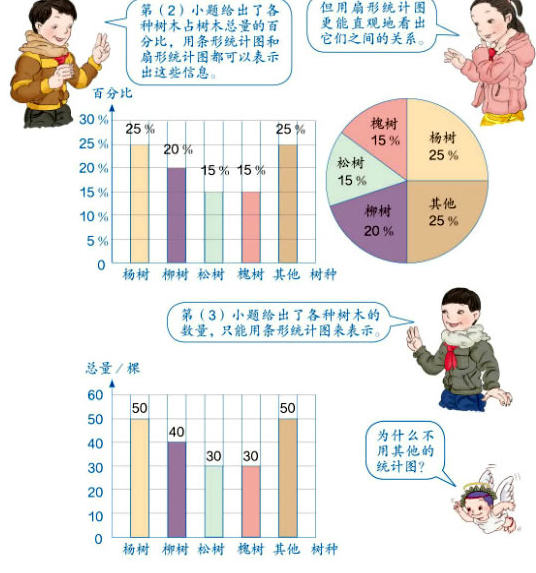 第（2）小题给出了各
种树木占树木总量的百
分比，用条形统计图和
扇形统计图都可以表示
出这些信息。
但用扇形统计图
更能直观地看出
它们之间的关系。
百分比
30 %
25 %
20 %
15 %
10 %
5 %
0
25 %
20 %
15 %
15 %
25 %
杨树 柳树 松树 槐树 其他 树种
槐树
15 %
杨树
25 %
松树
15 %
柳树
20 %
其他
25 %
第（3）小题给出了各种树木的
数量，只能用条形统计图来表示。
总量 / 棵
60
50
40
30
20
10
0
50
40
30
30
50
杨树 柳树 松树 槐树 其他 树种
为什么不
用其他的
统计图？